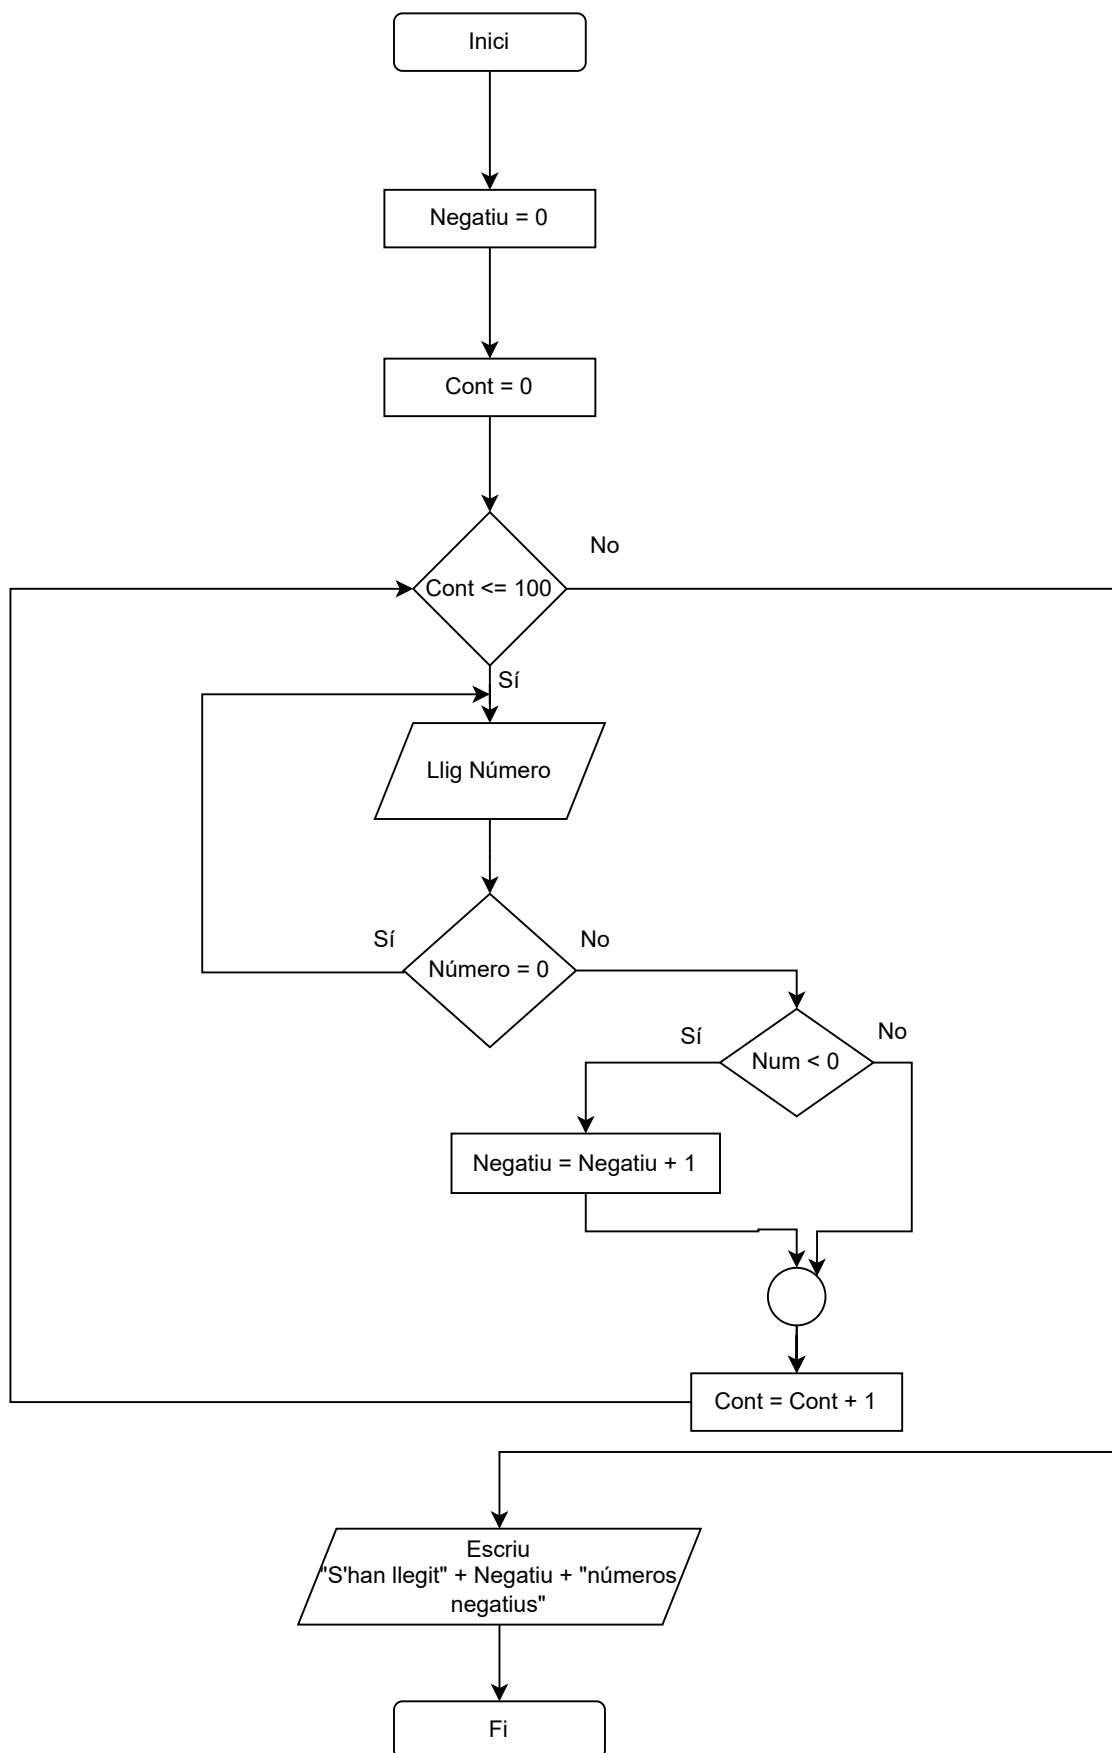 Inici
Negatiu = 0
Cont = 0
No
Cont <= 100
Sí
Llig Número
Sí
No
Número = 0
Sí
No
Num < 0
Negatiu = Negatiu + 1
Cont = Cont + 1
Escriu
"S'han llegit" + Negatiu + "números
negatius"
Fi